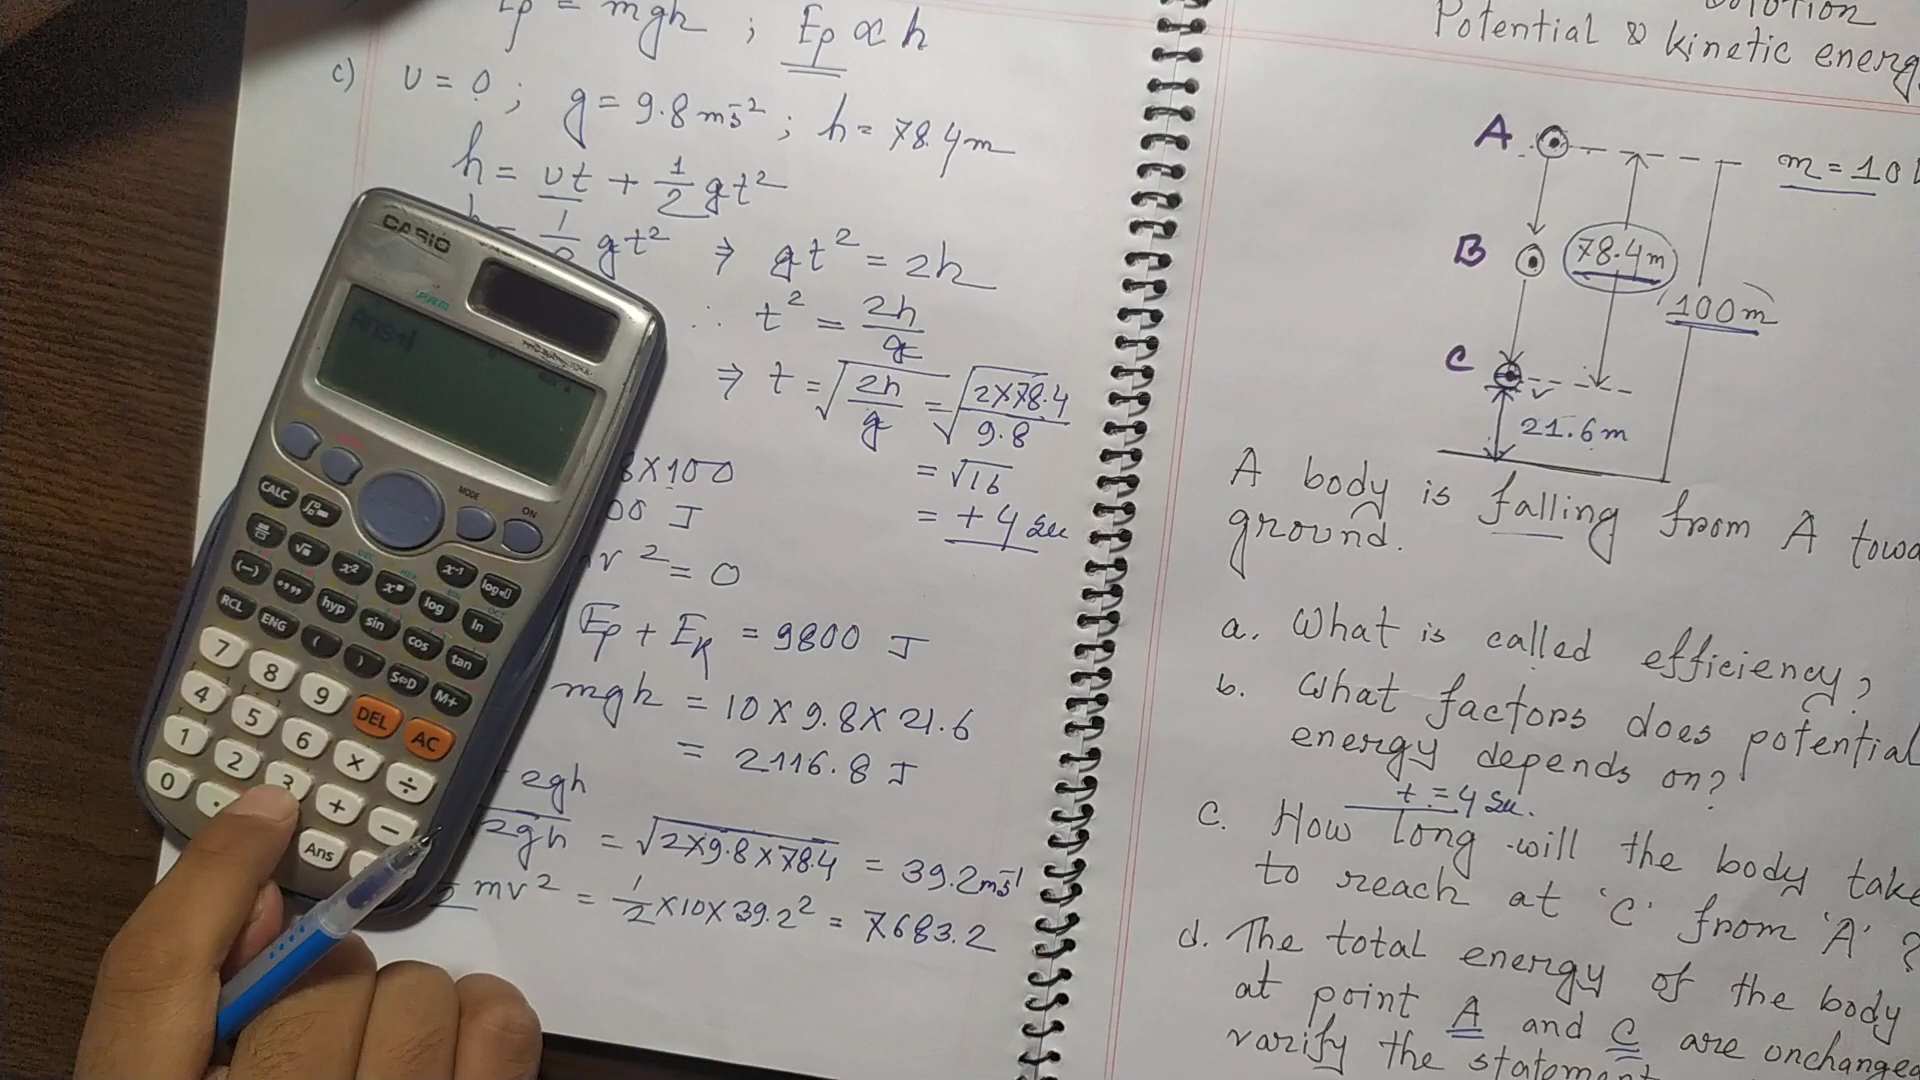 Ep = mgh ; Ep ∝ h
c) u = 0 ; g = 9.8 ms⁻² ; h = 78.4m
h = ut + 1/2 gt²
gt² ⇒ gt² = 2h
∴ t² = 2h/g
⇒ t = √(2h/g) = √(2×78.4/9.8)
= √16
= + 4 sec
8×100
00 J
v² = 0
Ep + Ek = 9800 J
mgh = 10 × 9.8 × 21.6
= 2116.8 J
2gh
2gh = √(2×9.8×78.4) = 39.2 ms⁻¹
mv² = 1/2 ×10×39.2² = 7683.2
CASIO
Ans+
MODE
ON
CALC
x² log ln
(−) hyp sin cos tan
RCL ENG ( ) S⇔D M+
7 8 9 DEL AC
4 5 6 × ÷
1 2 3 + −
0 . Ans
Potential & kinetic energy
A m = 10
B 78.4m
100m
C v
21.6m
A body is falling from A
ground.
a. What is called efficiency?
b. What factors does potential
energy depends on?
t = 4 sec.
c. How long will the body take
to reach at 'C' from 'A' ?
d. The total energy of the body
at point A and C are unchanged
varify the statement